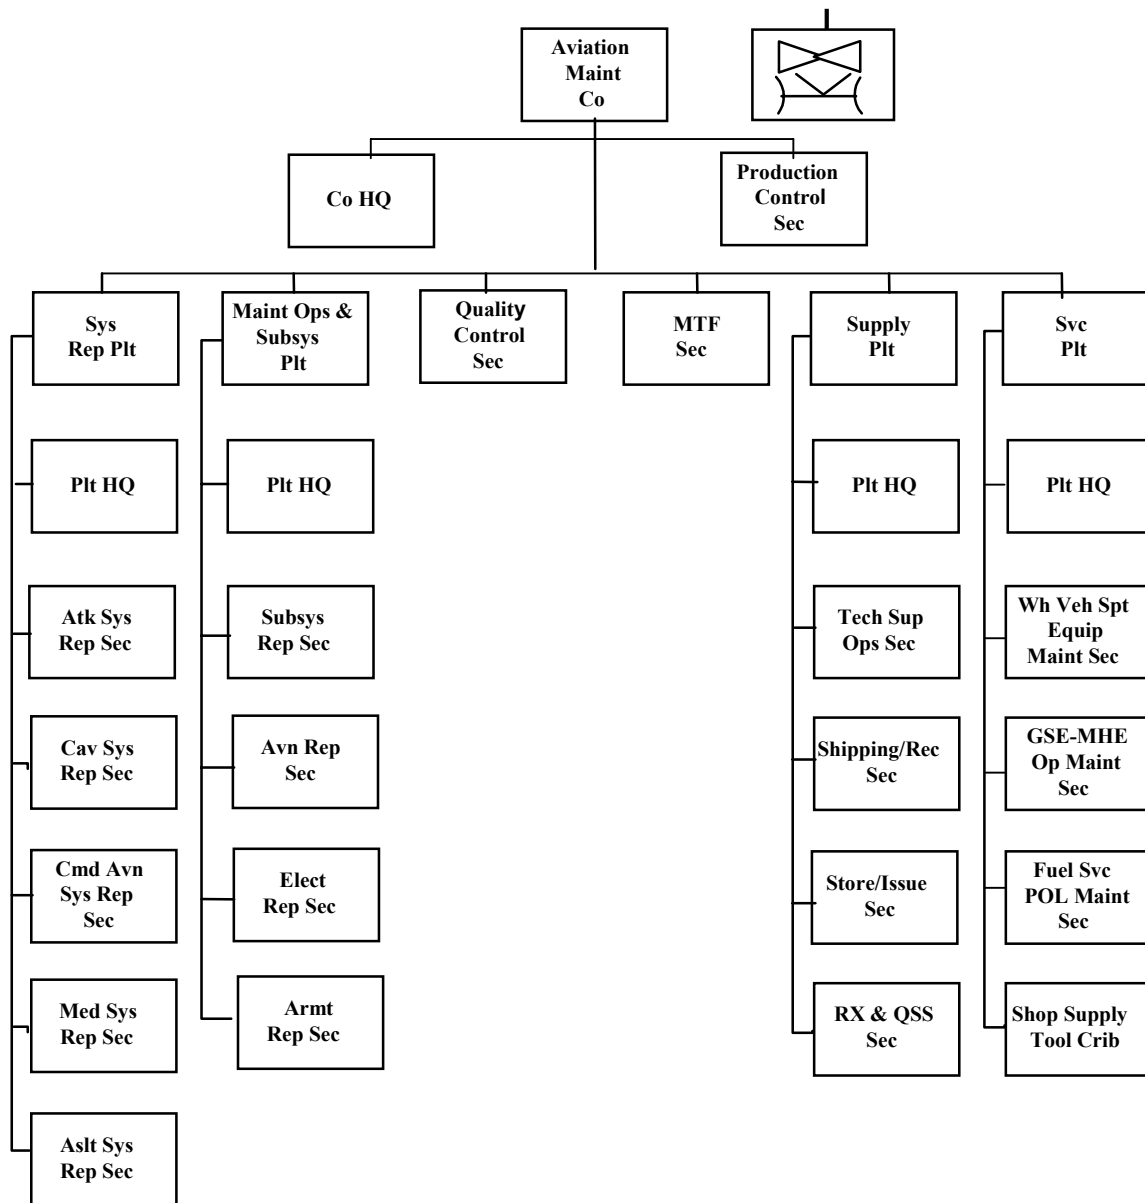 Aviation
Maint
Co
Co HQ
Production
Control
Sec
Sys
Rep Plt
Maint Ops &
Subsys
Plt
Quality
Control
Sec
MTF
Sec
Supply
Plt
Svc
Plt
Plt HQ
Plt HQ
Plt HQ
Plt HQ
Atk Sys
Rep Sec
Subsys
Rep Sec
Tech Sup
Ops Sec
Wh Veh Spt
Equip
Maint Sec
Cav Sys
Rep Sec
Avn Rep
Sec
Shipping/Rec
Sec
GSE-MHE
Op Maint
Sec
Cmd Avn
Sys Rep
Sec
Elect
Rep Sec
Store/Issue
Sec
Fuel Svc
POL Maint
Sec
Med Sys
Rep Sec
Armt
Rep Sec
RX & QSS
Sec
Shop Supply
Tool Crib
Aslt Sys
Rep Sec